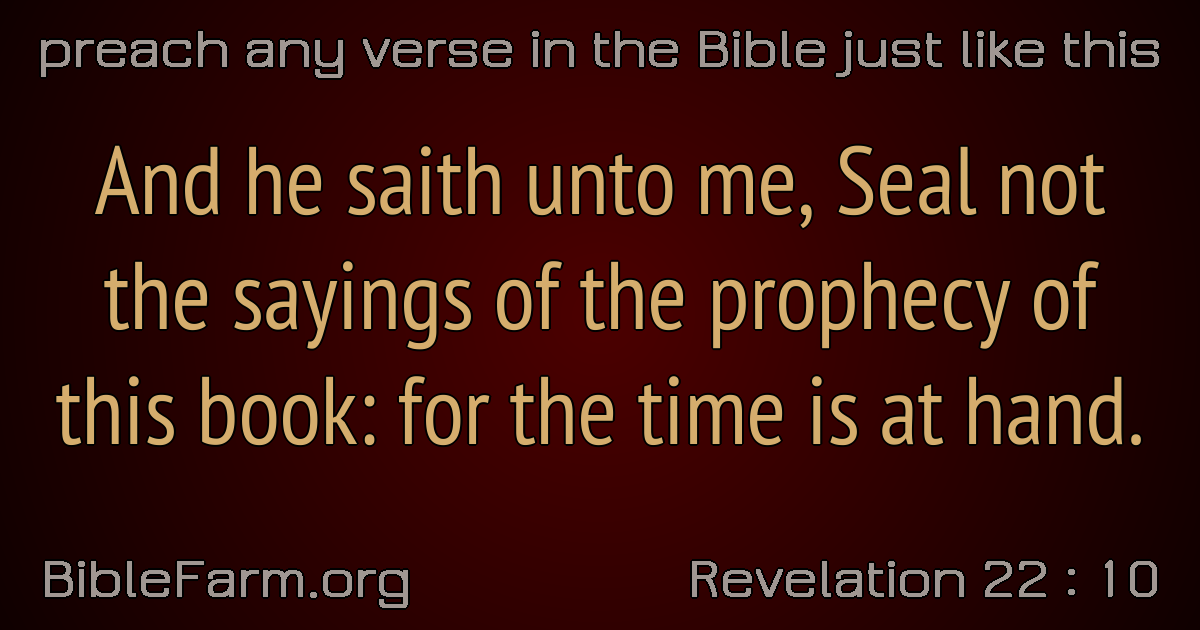 preach any verse in the Bible just like this
And he saith unto me, Seal not
the sayings of the prophecy of
this book: for the time is at hand.
BibleFarm.org
Revelation 22 : 10